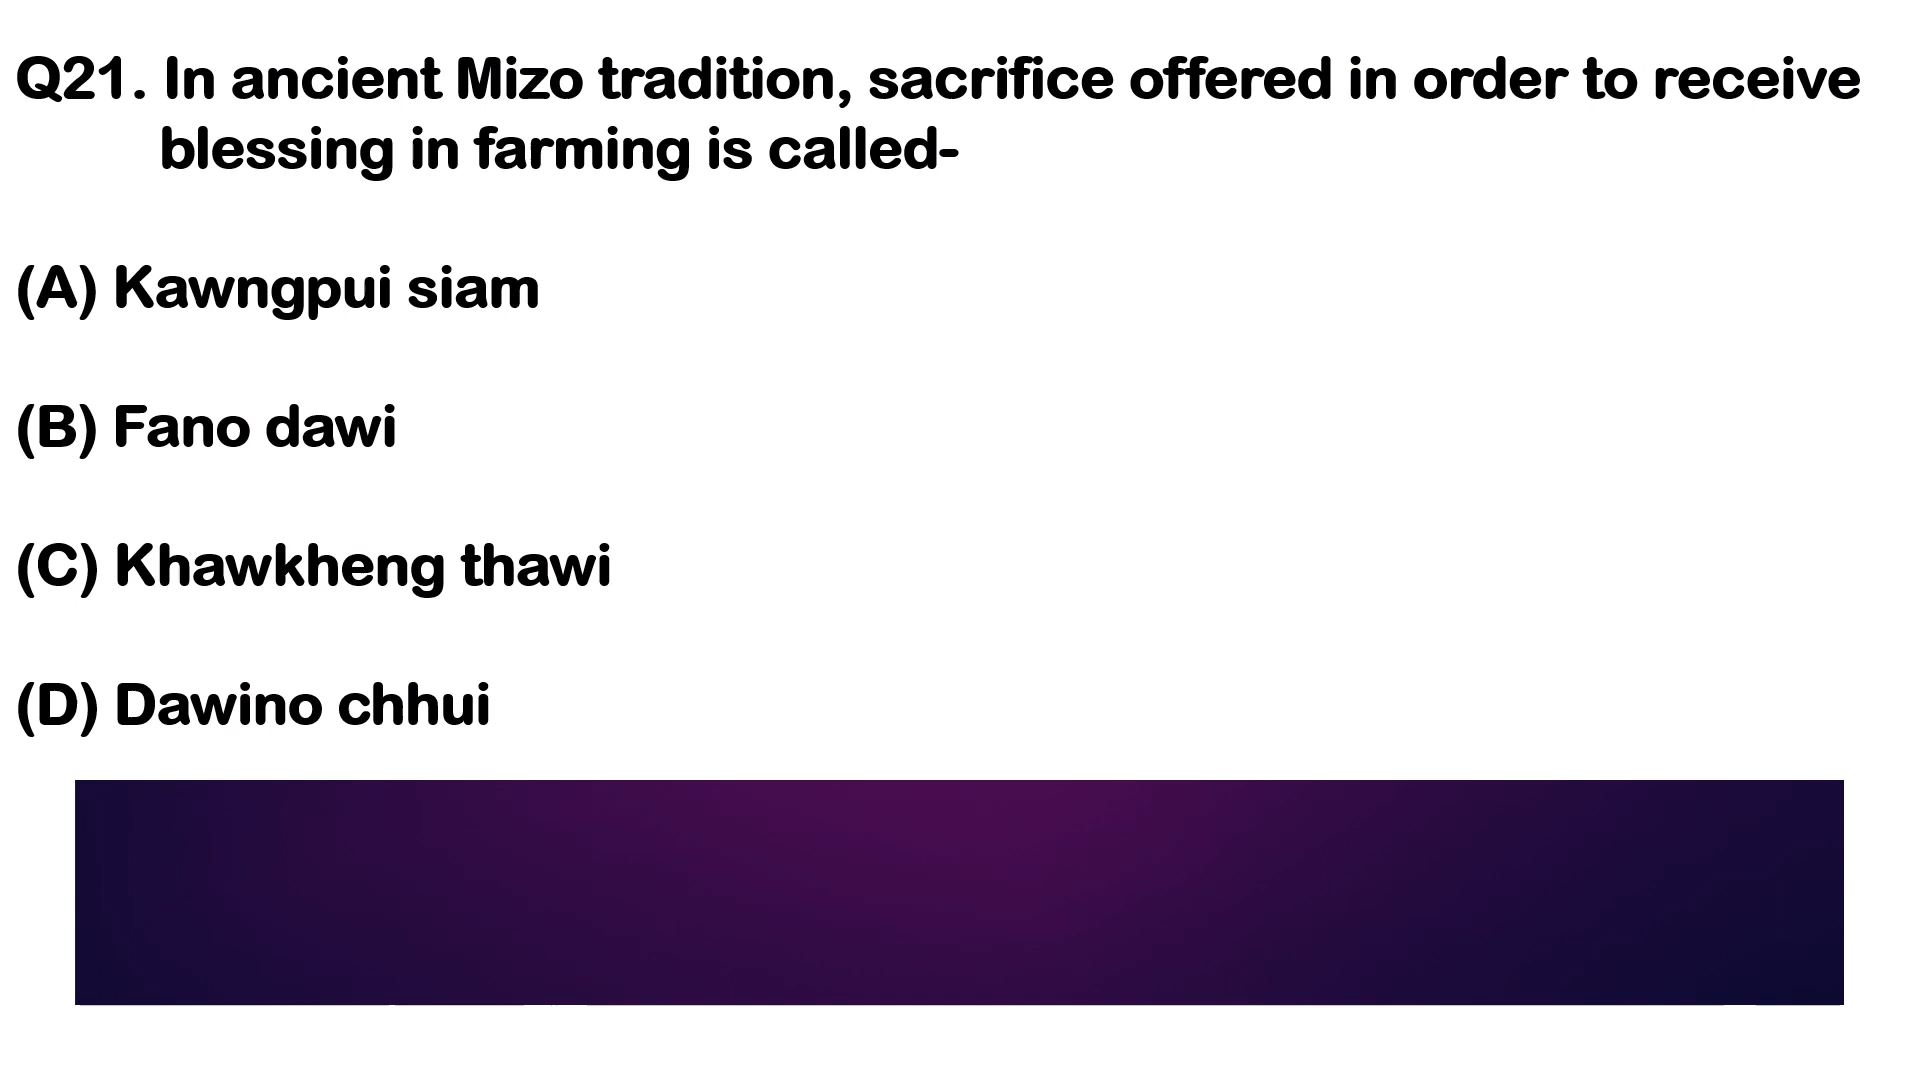 Q21. In ancient Mizo tradition, sacrifice offered in order to receive
blessing in farming is called-
(A) Kawngpui siam
(B) Fano dawi
(C) Khawkheng thawi
(D) Dawino chhui